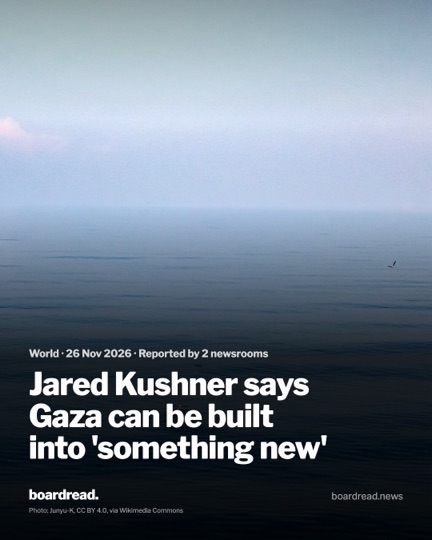 World · 26 Nov 2026 · Reported by 2 newsrooms
Jared Kushner says
Gaza can be built
into 'something new'
boardread.
boardread.news
Photo: Junyu-K, CC BY 4.0, via Wikimedia Commons